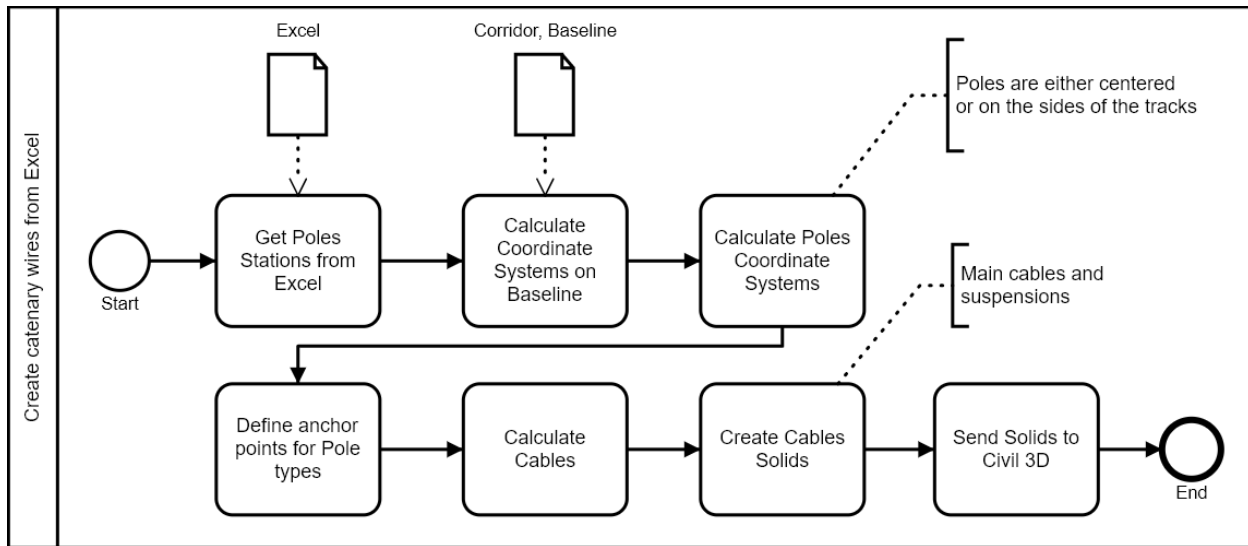 Create catenary wires from Excel
Excel
Corridor, Baseline
Poles are either centered
or on the sides of the tracks
Start
Get Poles
Stations from
Excel
Calculate
Coordinate
Systems on
Baseline
Calculate Poles
Coordinate
Systems
Main cables and
suspensions
Define anchor
points for Pole
types
Calculate
Cables
Create Cables
Solids
Send Solids to
Civil 3D
End